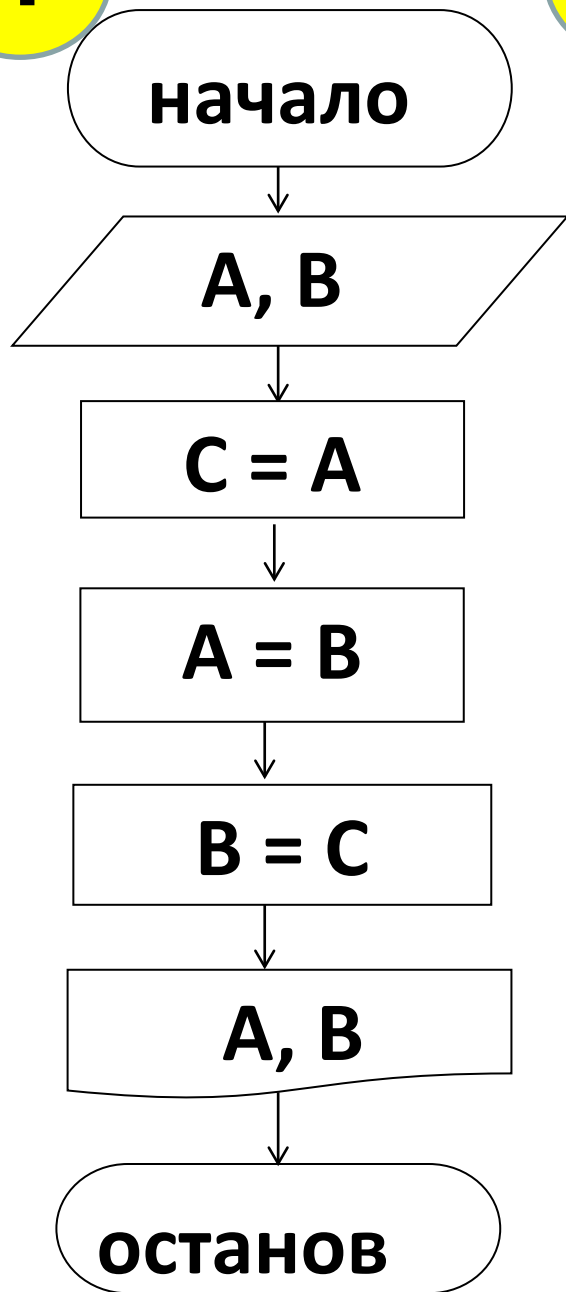 начало
A, B
C = A
A = B
B = C
A, B
останов